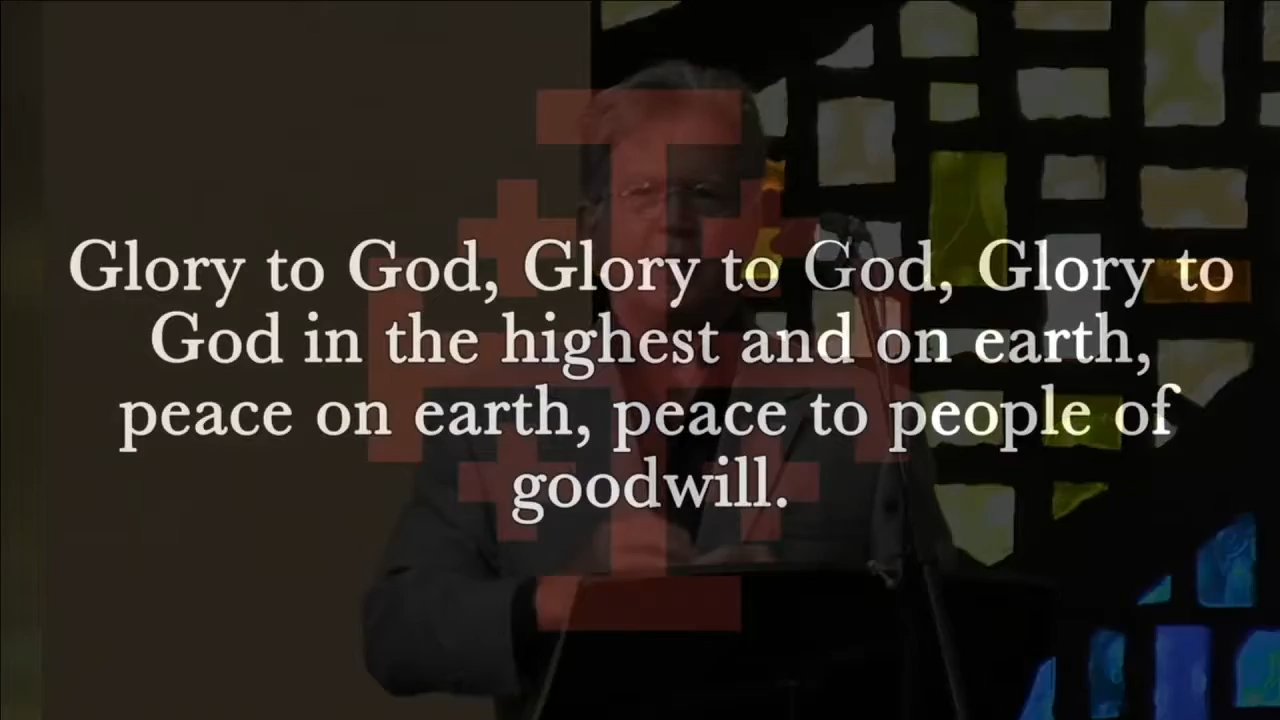 Glory to God, Glory to God, Glory to
God in the highest and on earth,
peace on earth, peace to people of
goodwill.